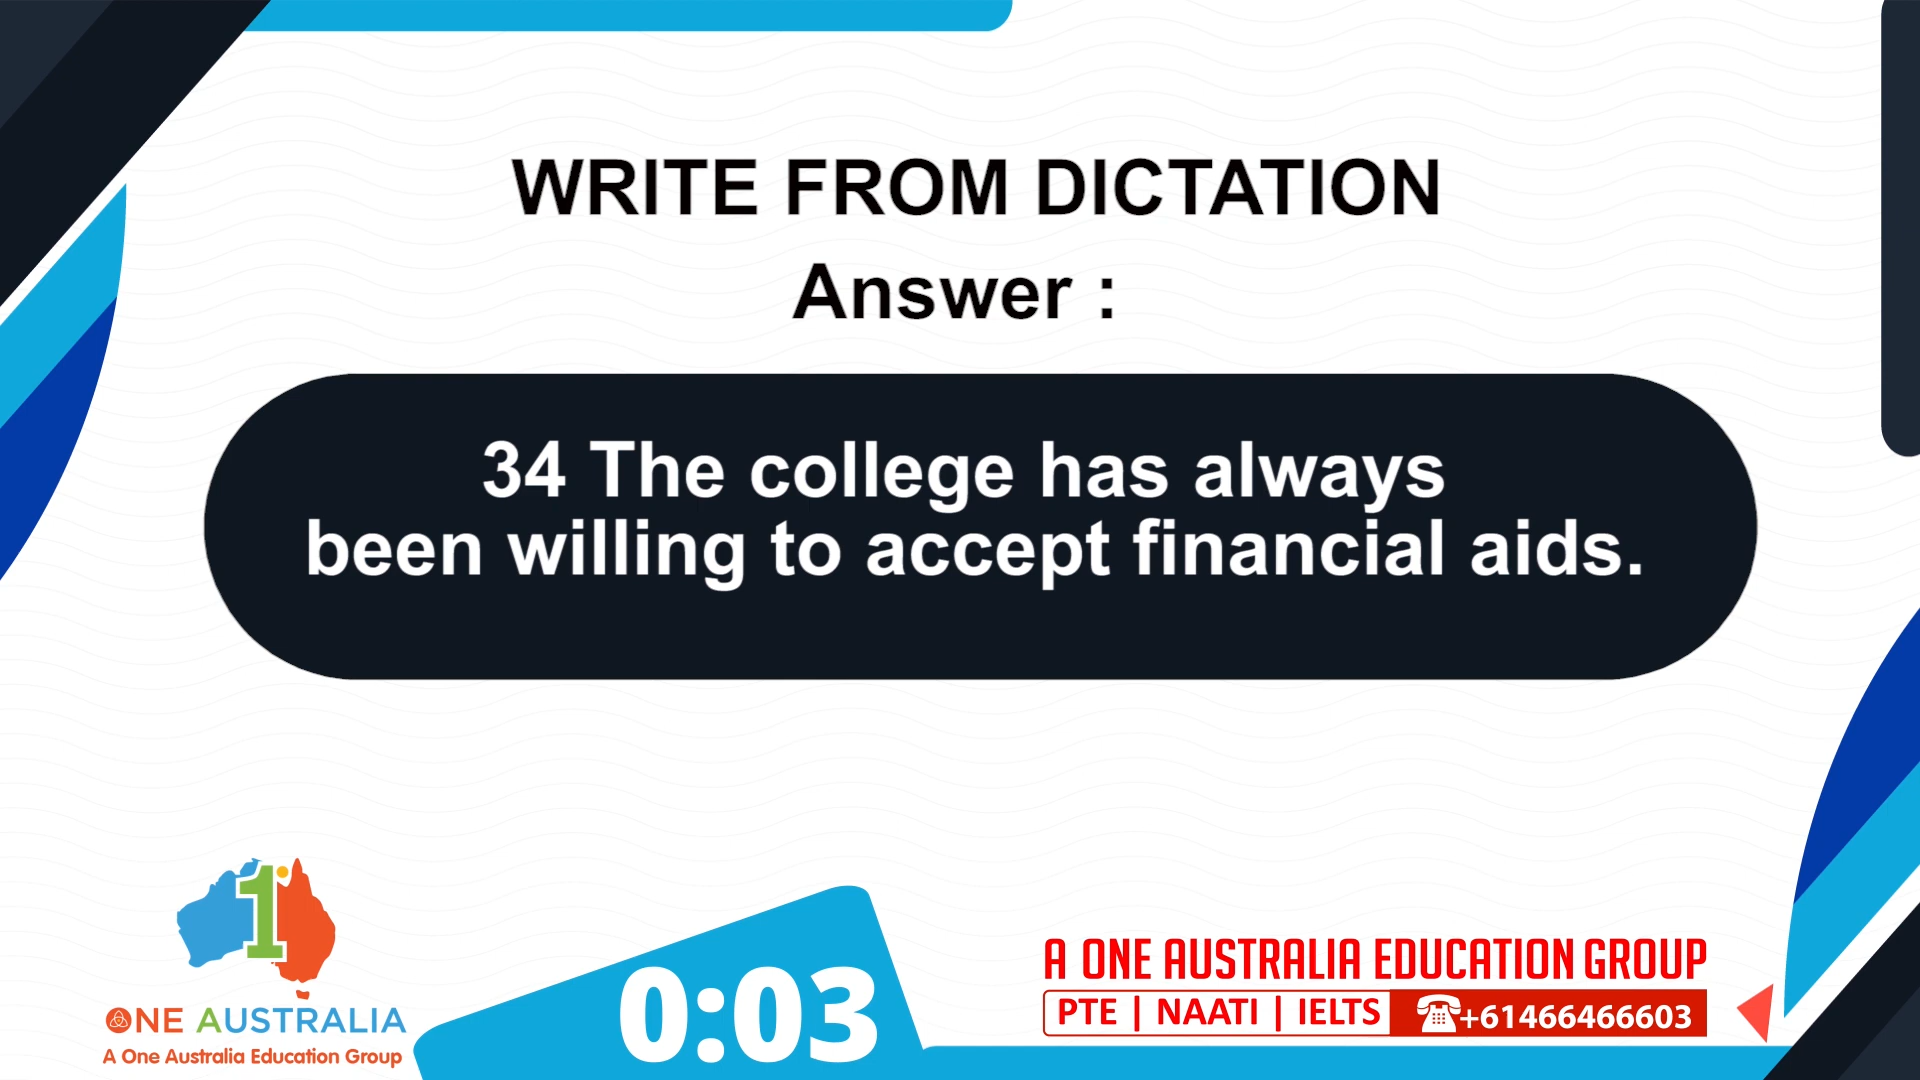 WRITE FROM DICTATION
Answer :
34 The college has always
been willing to accept financial aids.
1
ONE AUSTRALIA
A One Australia Education Group
0:03
A ONE AUSTRALIA EDUCATION GROUP
PTE | NAATI | IELTS +61466466603